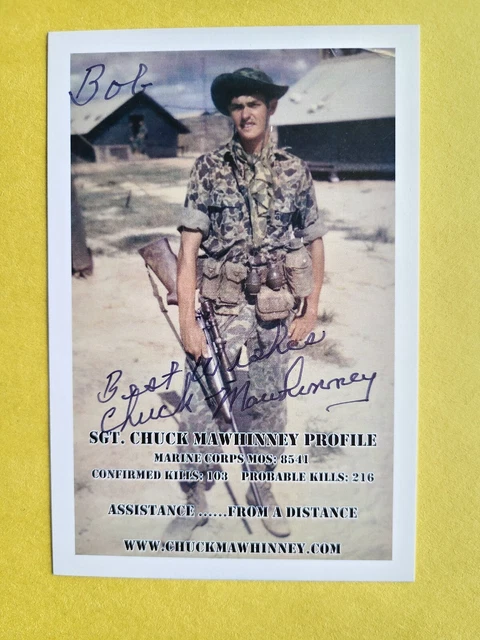 Bob
Best Wishes
Chuck Mawhinney
SGT. CHUCK MAWHINNEY PROFILE
MARINE CORPS MOS: 8541
CONFIRMED KILLS: 103 PROBABLE KILLS: 216
ASSISTANCE ......FROM A DISTANCE
WWW.CHUCKMAWHINNEY.COM